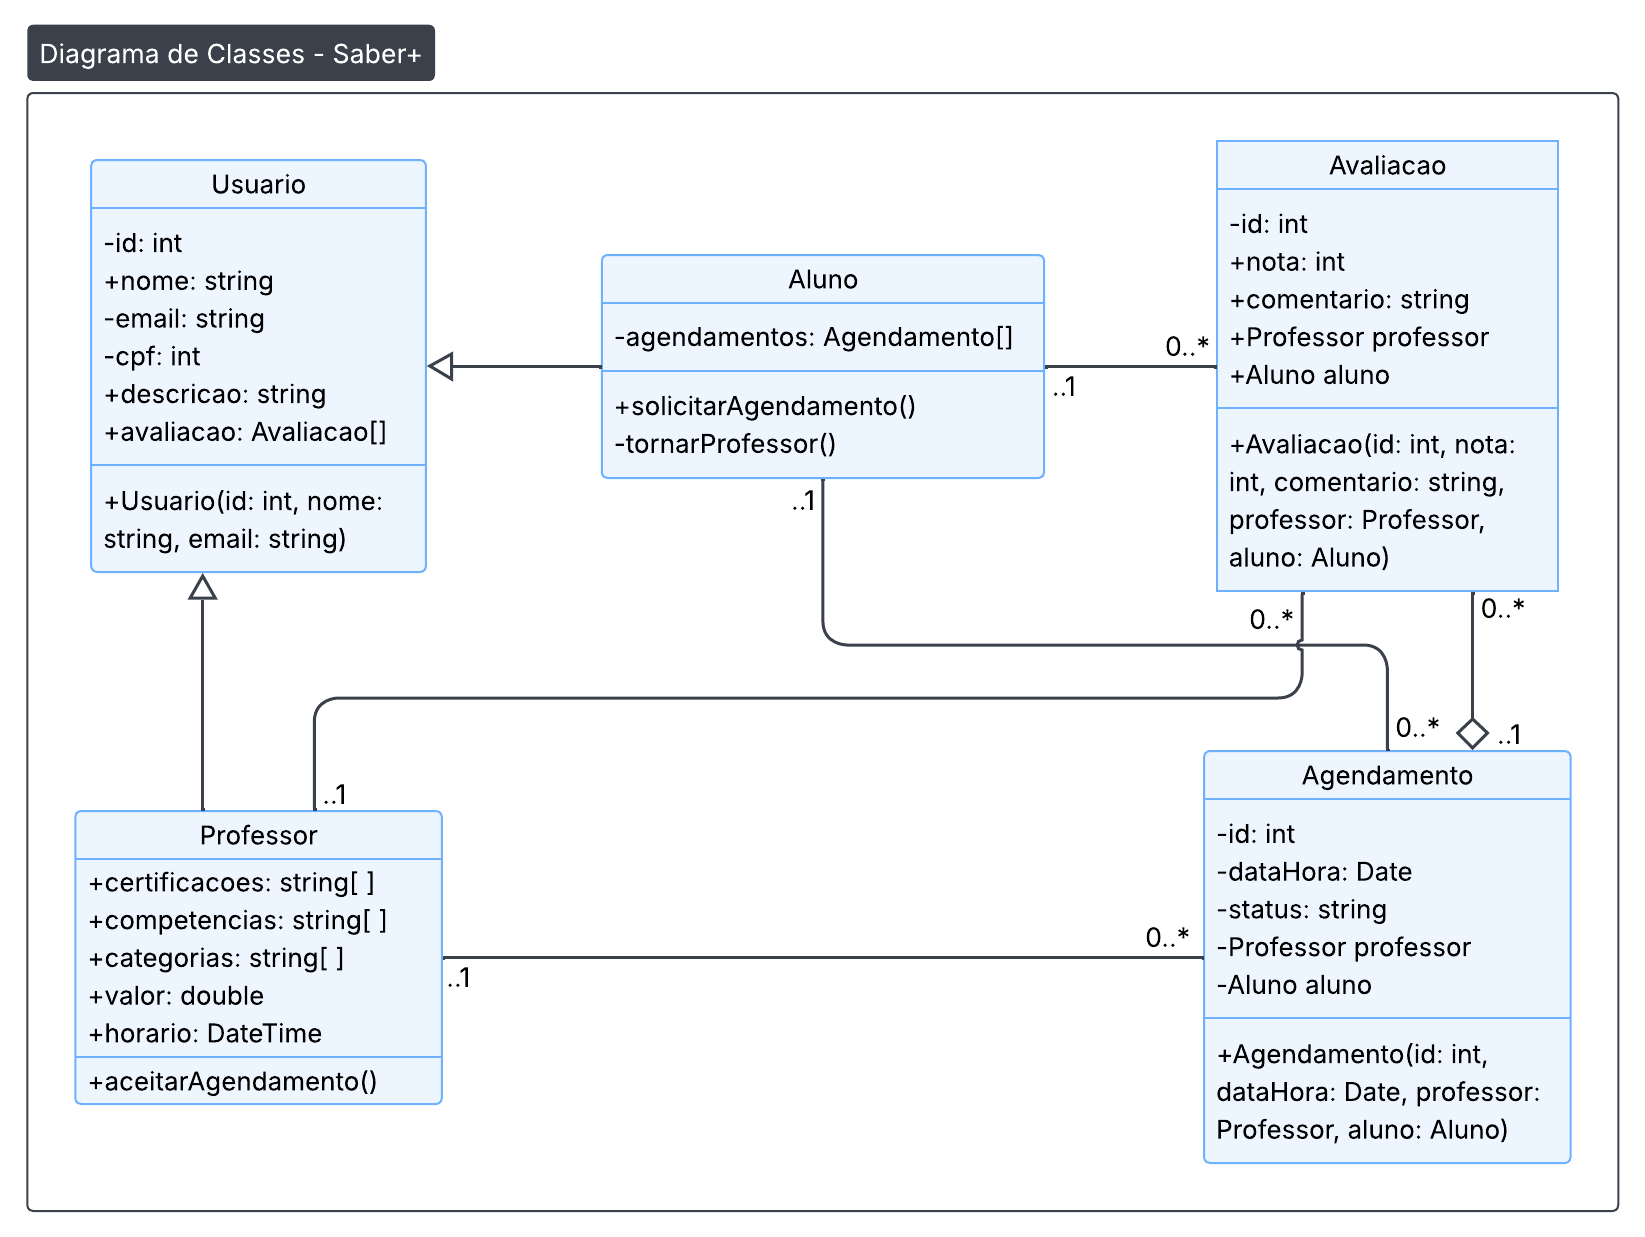 Diagrama de Classes - Saber+
Usuario
-id: int
+nome: string
-email: string
-cpf: int
+descricao: string
+avaliacao: Avaliacao[]
+Usuario(id: int, nome:
string, email: string)
Aluno
-agendamentos: Agendamento[]
+solicitarAgendamento()
-tornarProfessor()
Avaliacao
-id: int
+nota: int
+comentario: string
+Professor professor
+Aluno aluno
+Avaliacao(id: int, nota:
int, comentario: string,
professor: Professor,
aluno: Aluno)
0..*
..1
..1
0..*
0..*
0..*
..1
..1
Professor
+certificacoes: string[ ]
+competencias: string[ ]
+categorias: string[ ]
+valor: double
+horario: DateTime
+aceitarAgendamento()
0..*
..1
Agendamento
-id: int
-dataHora: Date
-status: string
-Professor professor
-Aluno aluno
+Agendamento(id: int,
dataHora: Date, professor:
Professor, aluno: Aluno)